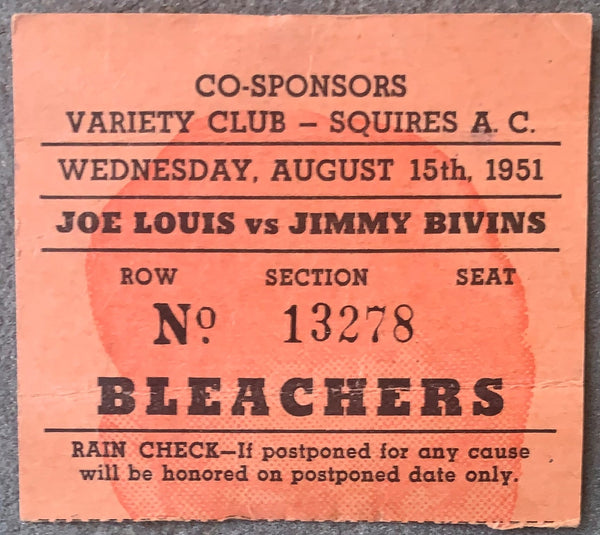 CO-SPONSORS
VARIETY CLUB – SQUIRES A. C.
WEDNESDAY, AUGUST 15th, 1951
JOE LOUIS vs JIMMY BIVINS
ROW SECTION SEAT
Nº 13278
BLEACHERS
RAIN CHECK—If postponed for any cause
will be honored on postponed date only.